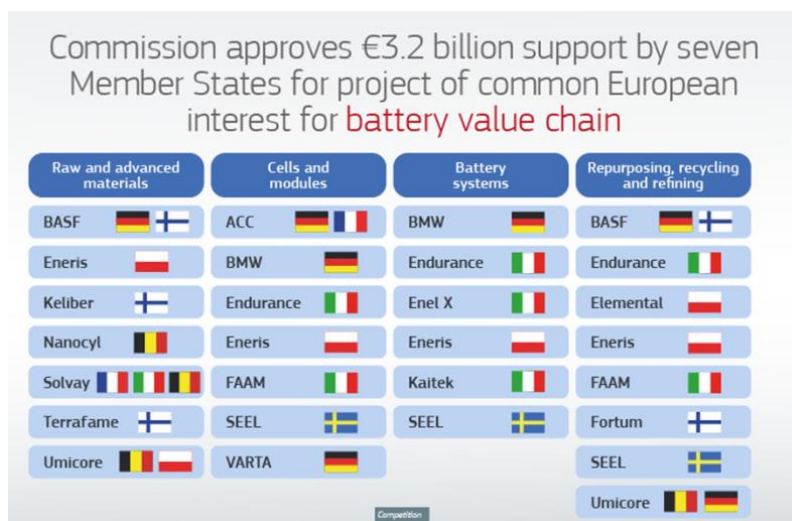 Commission approves €3.2 billion support by seven
Member States for project of common European
interest for battery value chain
Raw and advanced
materials
BASF
Eneris
Keliber
Nanocyl
Solvay
Terrafame
Umicore
Cells and
modules
ACC
BMW
Endurance
Eneris
FAAM
SEEL
VARTA
Battery
systems
BMW
Endurance
Enel X
Eneris
Kaitek
SEEL
Repurposing, recycling
and refining
BASF
Endurance
Elemental
Eneris
FAAM
Fortum
SEEL
Umicore
Competition